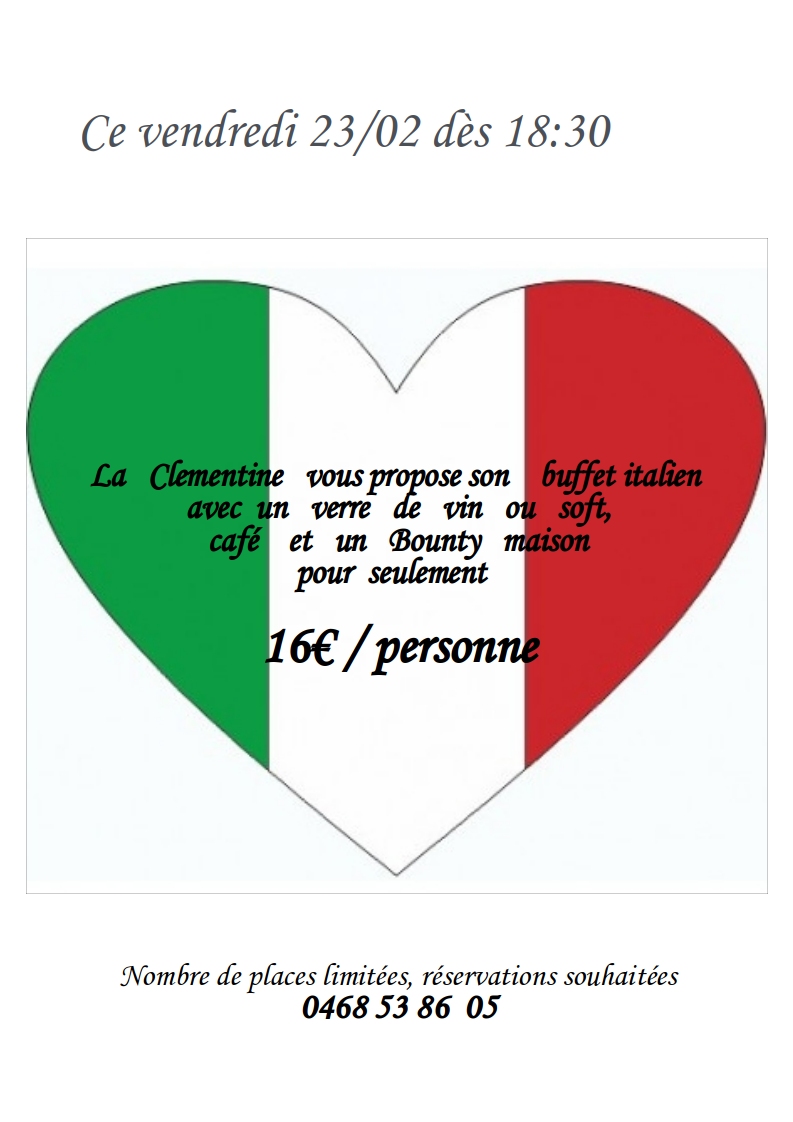 Ce vendredi 23/02 dès 18:30
La Clementine vous propose son buffet italien
avec un verre de vin ou soft,
café et un Bounty maison
pour seulement
16€ / personne
Nombre de places limitées, réservations souhaitées
0468 53 86 05